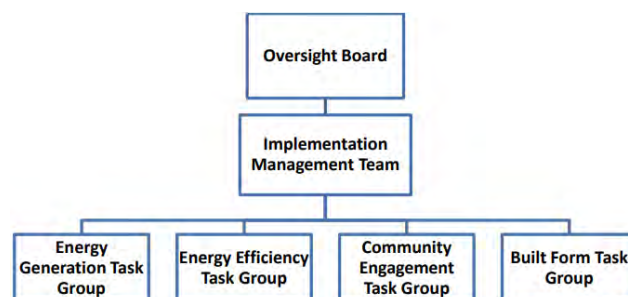 Oversight Board
Implementation
Management Team
Energy
Generation Task
Group
Energy Efficiency
Task Group
Community
Engagement
Task Group
Built Form Task
Group